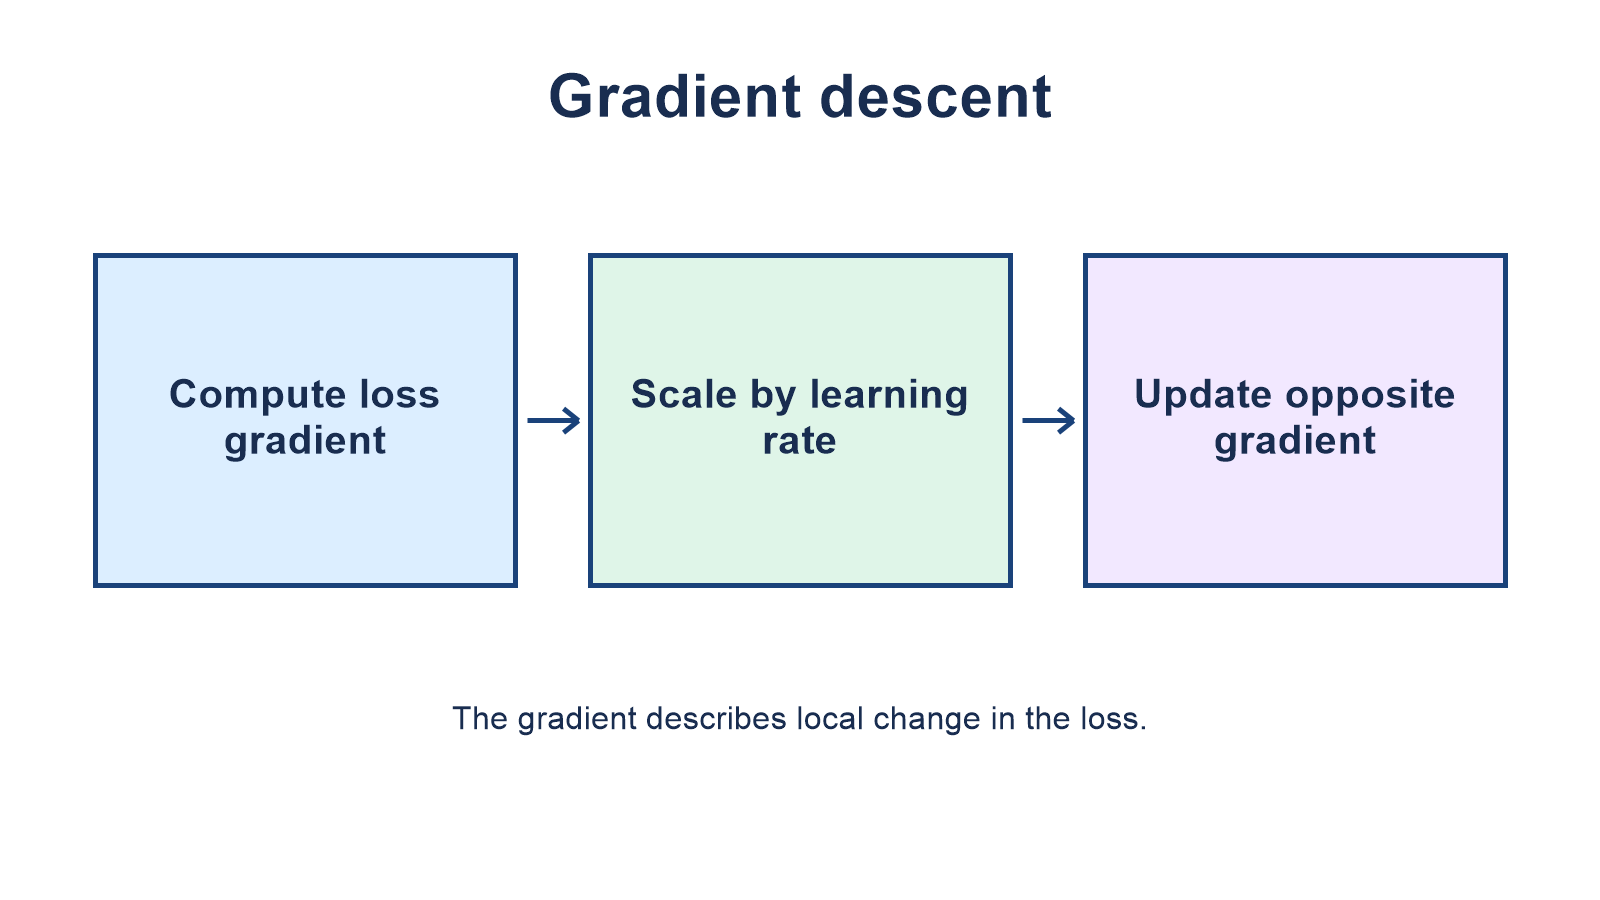 Gradient descent
Compute loss
gradient
Scale by learning
rate
Update opposite
gradient
The gradient describes local change in the loss.